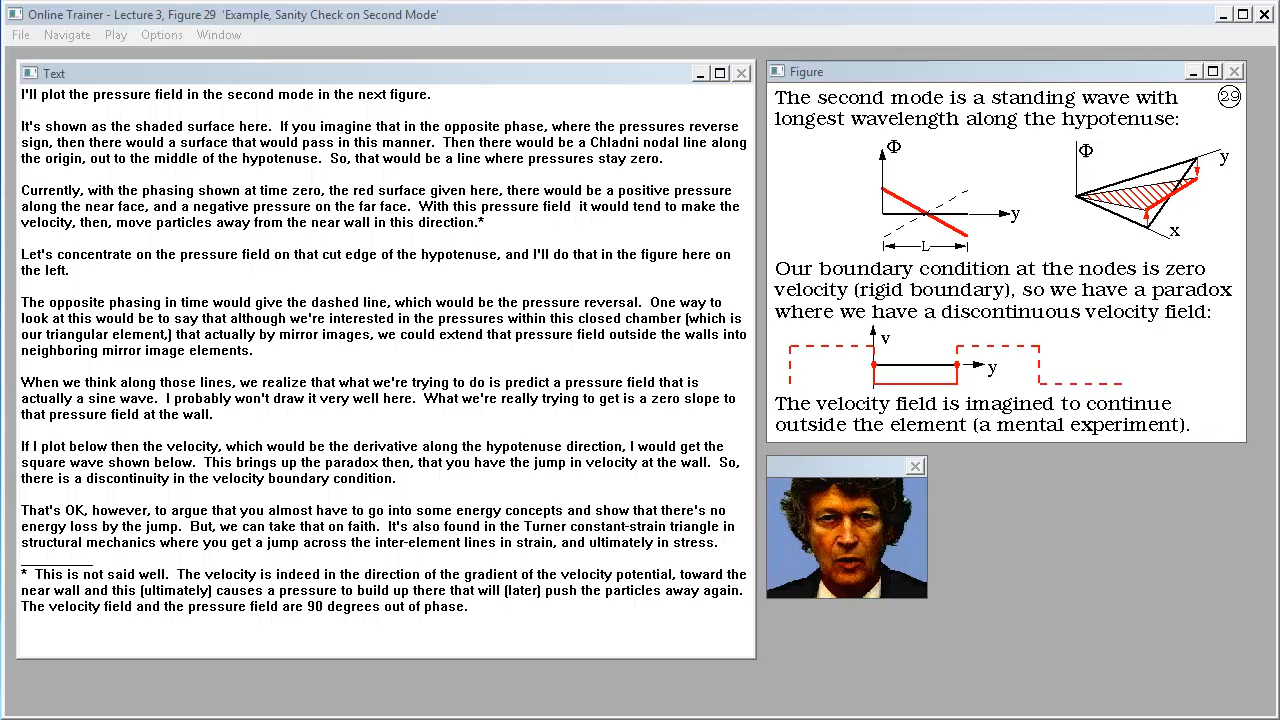 Online Trainer - Lecture 3, Figure 29  'Example, Sanity Check on Second Mode'
File Navigate Play Options Window
Text
I'll plot the pressure field in the second mode in the next figure.
It's shown as the shaded surface here.  If you imagine that in the opposite phase, where the pressures reverse
sign, then there would a surface that would pass in this manner.  Then there would be a Chladni nodal line along
the origin, out to the middle of the hypotenuse.  So, that would be a line where pressures stay zero.
Currently, with the phasing shown at time zero, the red surface given here, there would be a positive pressure
along the near face, and a negative pressure on the far face.  With this pressure field  it would tend to make the
velocity, then, move particles away from the near wall in this direction.*
Let's concentrate on the pressure field on that cut edge of the hypotenuse, and I'll do that in the figure here on
the left.
The opposite phasing in time would give the dashed line, which would be the pressure reversal.  One way to
look at this would be to say that although we're interested in the pressures within this closed chamber (which is
our triangular element,) that actually by mirror images, we could extend that pressure field outside the walls into
neighboring mirror image elements.
When we think along those lines, we realize that what we're trying to do is predict a pressure field that is
actually a sine wave.  I probably won't draw it very well here.  What we're really trying to get is a zero slope to
that pressure field at the wall.
If I plot below then the velocity, which would be the derivative along the hypotenuse direction, I would get the
square wave shown below.  This brings up the paradox then, that you have the jump in velocity at the wall.  So,
there is a discontinuity in the velocity boundary condition.
That's OK, however, to argue that you almost have to go into some energy concepts and show that there's no
energy loss by the jump.  But, we can take that on faith.  It's also found in the Turner constant-strain triangle in
structural mechanics where you get a jump across the inter-element lines in strain, and ultimately in stress.
* This is not said well.  The velocity is indeed in the direction of the gradient of the velocity potential, toward the
near wall and this (ultimately) causes a pressure to build up there that will (later) push the particles away again.
The velocity field and the pressure field are 90 degrees out of phase.
Figure
The second mode is a standing wave with
29
longest wavelength along the hypotenuse:
Φ
y
L
Φ
y
x
Our boundary condition at the nodes is zero
velocity (rigid boundary), so we have a paradox
where we have a discontinuous velocity field:
v
y
The velocity field is imagined to continue
outside the element (a mental experiment).